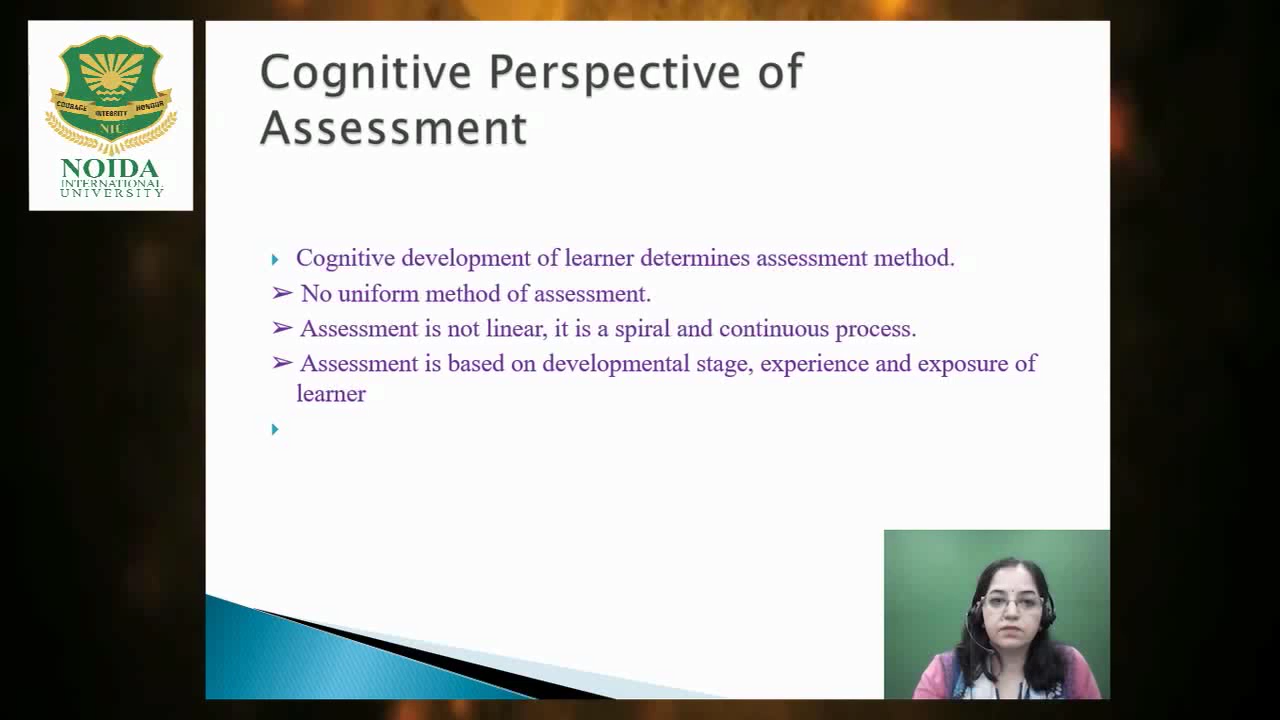 COURAGE INTEGRITY HONOUR
NIU
NOIDA
INTERNATIONAL
UNIVERSITY
Cognitive Perspective of
Assessment
Cognitive development of learner determines assessment method.
➢ No uniform method of assessment.
➢ Assessment is not linear, it is a spiral and continuous process.
➢ Assessment is based on developmental stage, experience and exposure of
learner